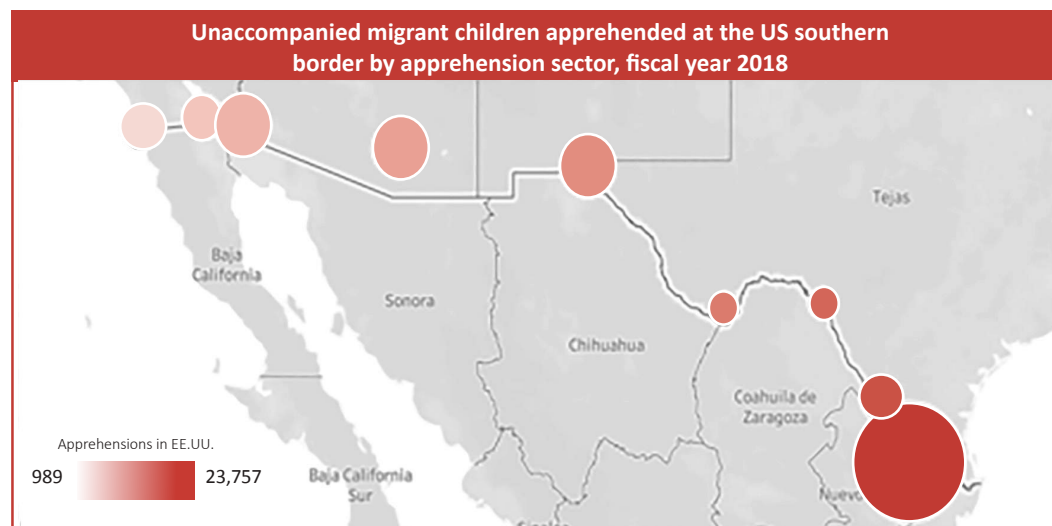 Unaccompanied migrant children apprehended at the US southern
border by apprehension sector, fiscal year 2018
Tejas
Baja
California
Sonora
Chihuahua
Coahuila de
Zaragoza
Apprehensions in EE.UU.
989
23,757
Baja California
Sur
Nuevo